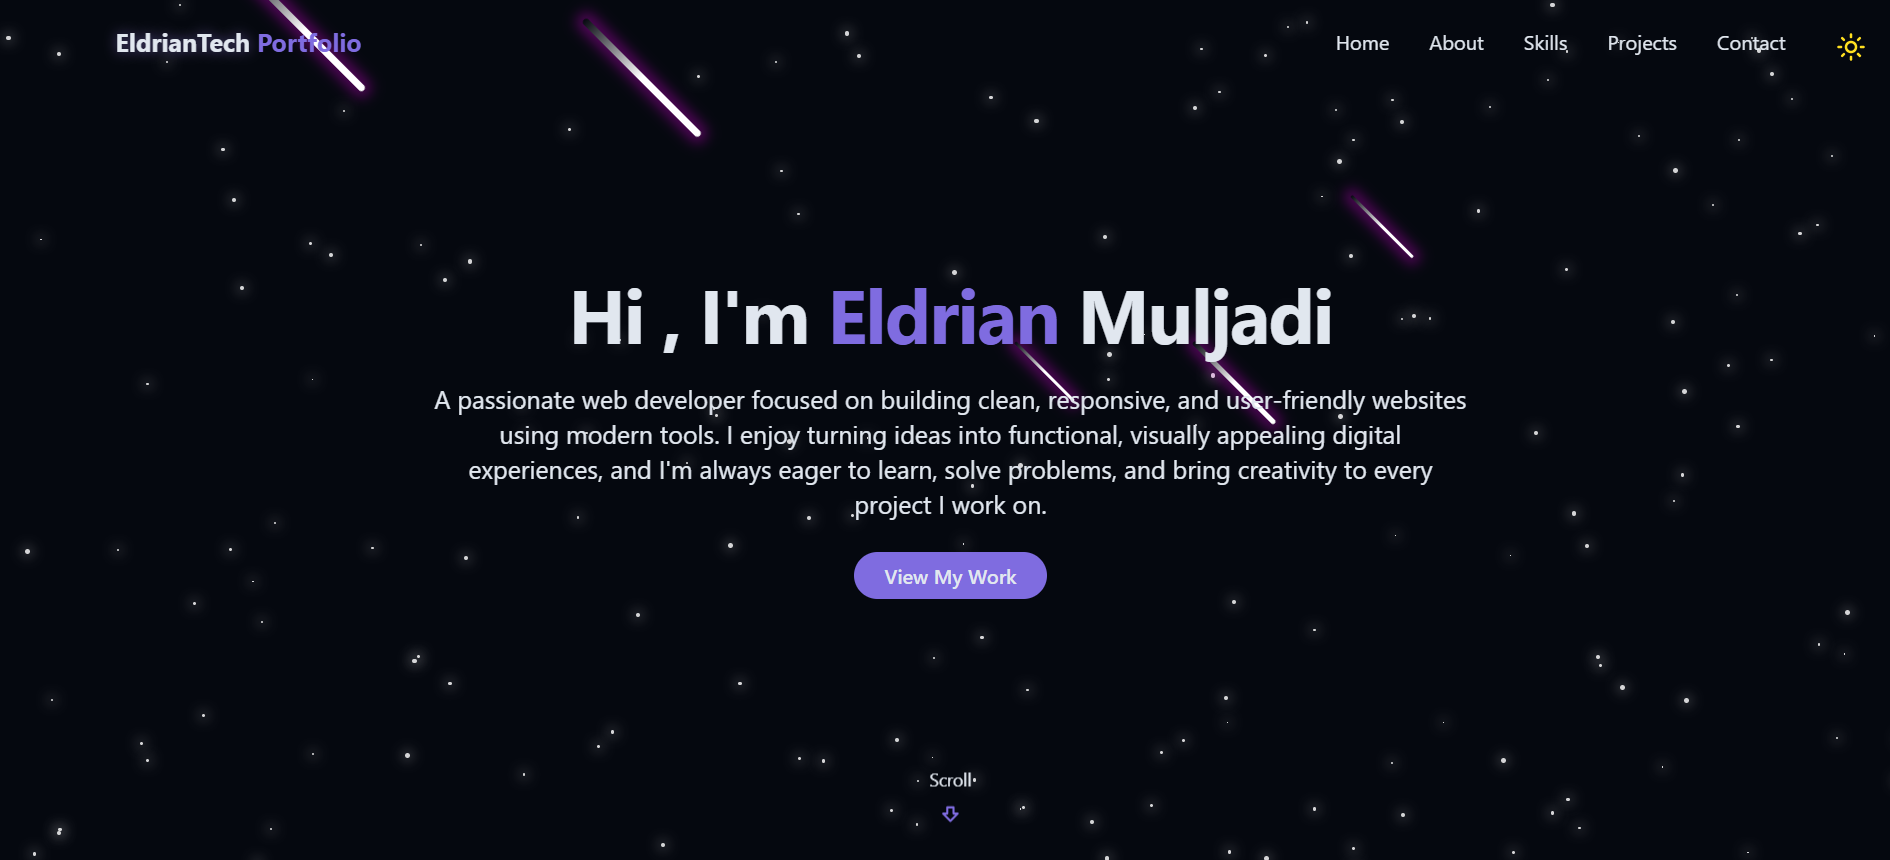 EldrianTech Portfolio
Home About Skills Projects Contact
Hi , I'm Eldrian Muljadi
A passionate web developer focused on building clean, responsive, and user-friendly websites
using modern tools. I enjoy turning ideas into functional, visually appealing digital
experiences, and I'm always eager to learn, solve problems, and bring creativity to every
project I work on.
View My Work
Scroll